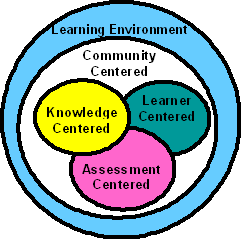 Learning Environment
Community
Centered
Knowledge
Centered
Learner
Centered
Assessment
Centered